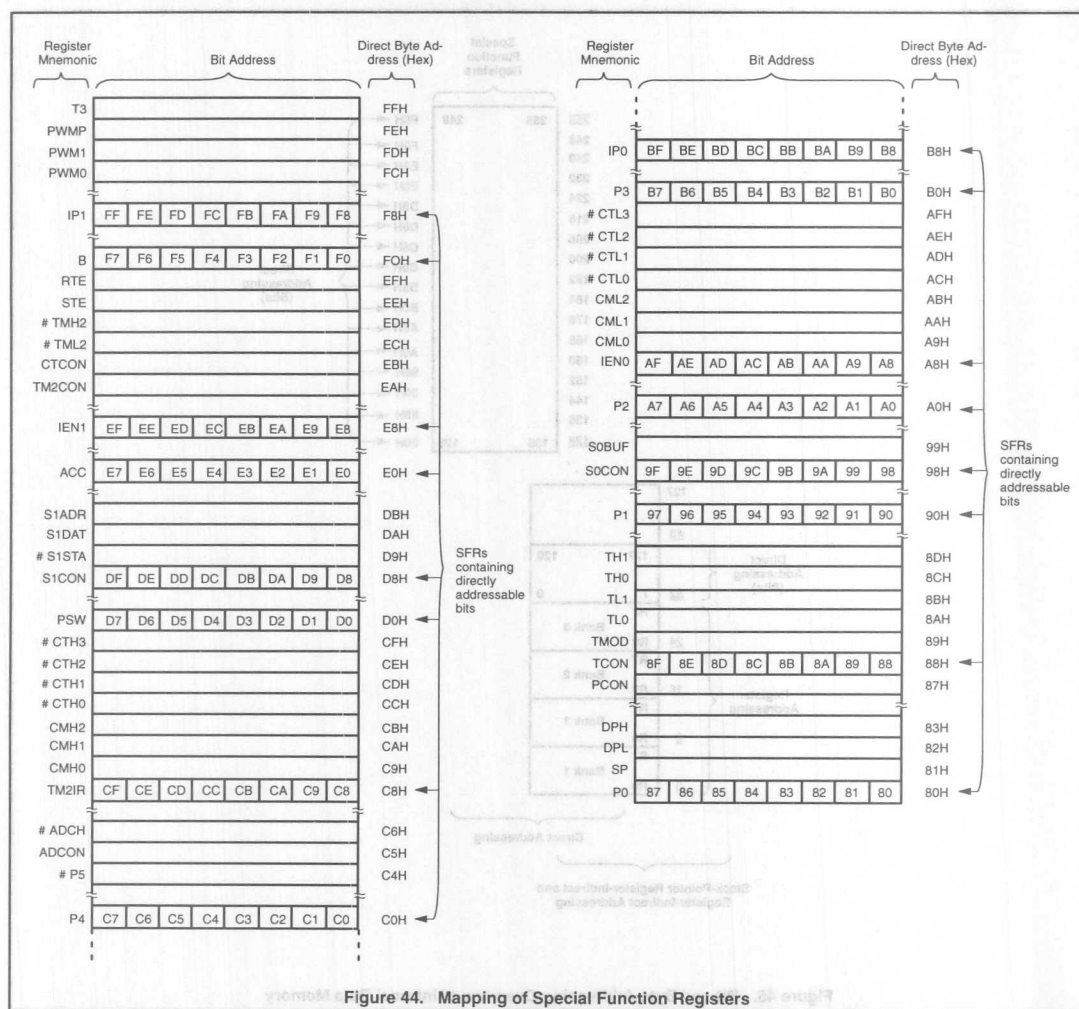 Register Mnemonic
Bit Address
Direct Byte Ad-dress (Hex)
T3 FFH
PWMP FEH
PWM1 FDH
PWM0 FCH
IP1 FF FE FD FC FB FA F9 F8 F8H
B F7 F6 F5 F4 F3 F2 F1 F0 FOH
RTE EFH
STE EEH
# TMH2 EDH
# TML2 ECH
CTCON EBH
TM2CON EAH
IEN1 EF EE ED EC EB EA E9 E8 E8H
ACC E7 E6 E5 E4 E3 E2 E1 E0 E0H
S1ADR DBH
S1DAT DAH
# S1STA D9H
S1CON DF DE DD DC DB DA D9 D8 D8H
PSW D7 D6 D5 D4 D3 D2 D1 D0 D0H
# CTH3 CFH
# CTH2 CEH
# CTH1 CDH
# CTH0 CCH
CMH2 CBH
CMH1 CAH
CMH0 C9H
TM2IR CF CE CD CC CB CA C9 C8 C8H
# ADCH C6H
ADCON C5H
# P5 C4H
P4 C7 C6 C5 C4 C3 C2 C1 C0 C0H
SFRs
containing
directly
addressable
bits
Register Mnemonic
Bit Address
Direct Byte Ad-dress (Hex)
IP0 BF BE BD BC BB BA B9 B8 B8H
P3 B7 B6 B5 B4 B3 B2 B1 B0 B0H
# CTL3 AFH
# CTL2 AEH
# CTL1 ADH
# CTL0 ACH
CML2 ABH
CML1 AAH
CML0 A9H
IEN0 AF AE AD AC AB AA A9 A8 A8H
P2 A7 A6 A5 A4 A3 A2 A1 A0 A0H
S0BUF 99H
S0CON 9F 9E 9D 9C 9B 9A 99 98 98H
P1 97 96 95 94 93 92 91 90 90H
TH1 8DH
TH0 8CH
TL1 8BH
TL0 8AH
TMOD 89H
TCON 8F 8E 8D 8C 8B 8A 89 88 88H
PCON 87H
DPH 83H
DPL 82H
SP 81H
P0 87 86 85 84 83 82 81 80 80H
SFRs
containing
directly
addressable
bits
Figure 44. Mapping of Special Function Registers